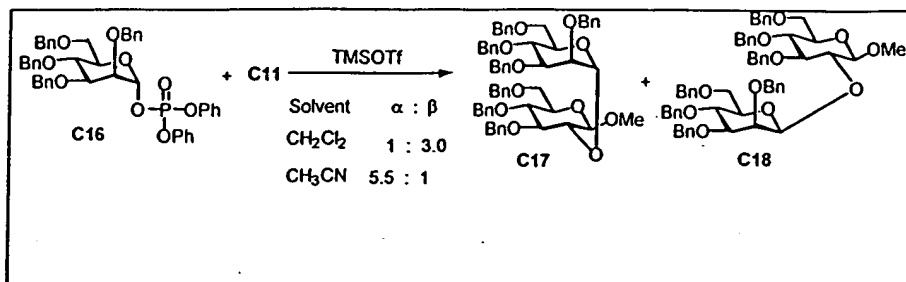 BnO OBn
BnO
BnO
O
O O
P OPh
OPh
C16
+ C11
TMSOTf
Solvent α : β
CH₂Cl₂ 1 : 3.0
CH₃CN 5.5 : 1
BnO OBn
BnO O
BnO
BnO
BnO O
BnO OMe
O
C17
+
BnO
BnO O
BnO OMe
BnO OBn O
BnO O
BnO
C18